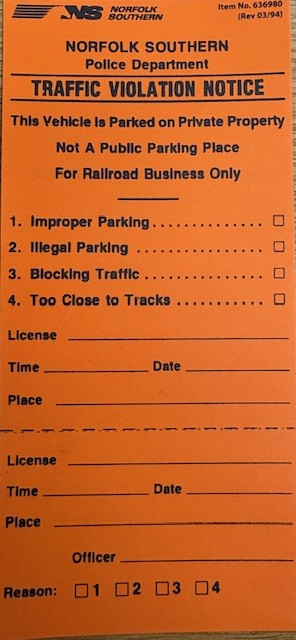 NS NORFOLK SOUTHERN
Item No. 636980
(Rev 03/94)
NORFOLK SOUTHERN
Police Department
TRAFFIC VIOLATION NOTICE
This Vehicle Is Parked on Private Property
Not A Public Parking Place
For Railroad Business Only
1. Improper Parking..............
2. Illegal Parking ..............
3. Blocking Traffic..............
4. Too Close to Tracks ...........
License
Time Date
Place
License
Time Date
Place
Officer
Reason: 1 2 3 4